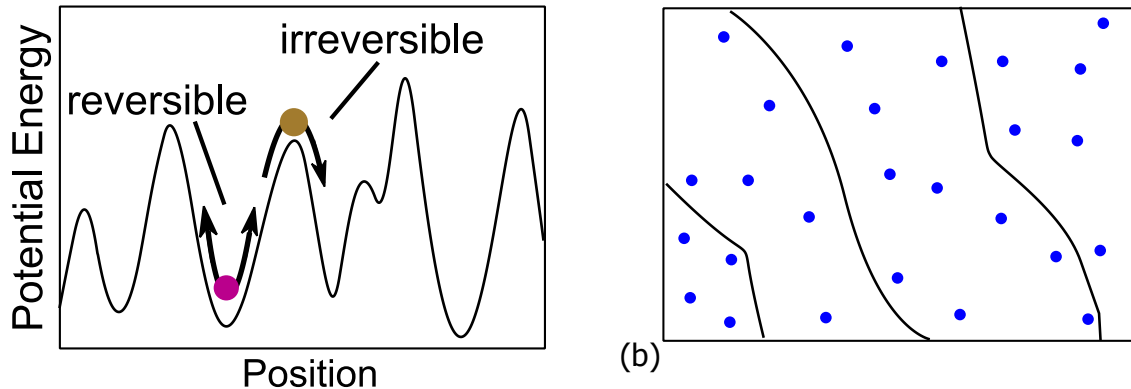 irreversible
reversible
Potential Energy
Position
(b)